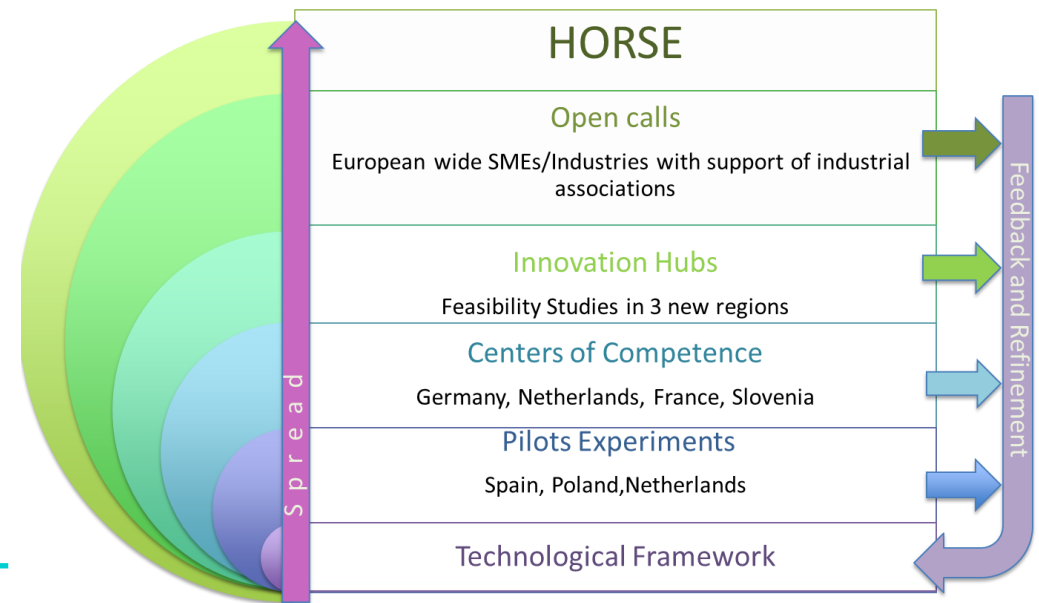 HORSE
Open calls
European wide SMEs/Industries with support of industrial
associations
Innovation Hubs
Feasibility Studies in 3 new regions
Centers of Competence
Germany, Netherlands, France, Slovenia
Pilots Experiments
Spain, Poland,Netherlands
Technological Framework
Spread
Feedback and Refinement